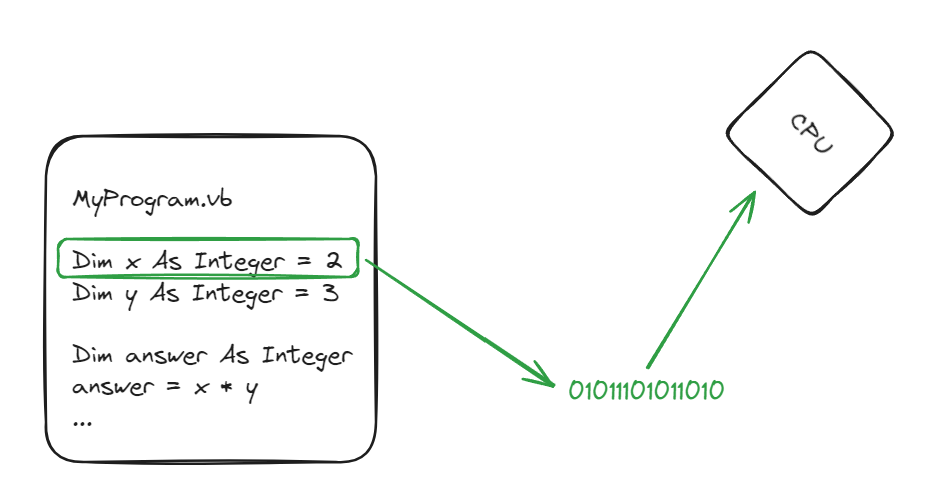 MyProgram.vb
Dim x As Integer = 2
Dim y As Integer = 3
Dim answer As Integer
answer = x * y
...
01011101011010
CPU